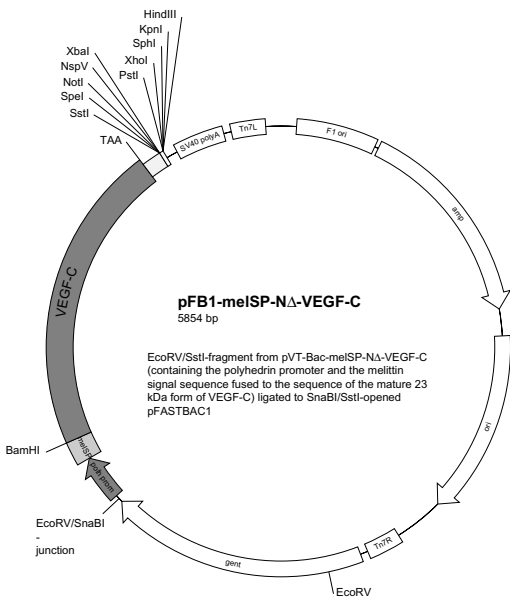 HindIII
KpnI
SphI
XhoI
PstI
XbaI
NspV
NotI
SpeI
SstI
TAA
SV40 polyA
Tn7L
F1 ori
amp
ori
Tn7R
EcoRV
gent
EcoRV/SnaBI
-
junction
polh prom
melSP
BamHI
VEGF-C
pFB1-melSP-NΔ-VEGF-C
5854 bp
EcoRV/SstI-fragment from pVT-Bac-melSP-NΔ-VEGF-C
(containing the polyhedrin promoter and the melittin
signal sequence fused to the sequence of the mature 23
kDa form of VEGF-C) ligated to SnaBI/SstI-opened
pFASTBAC1